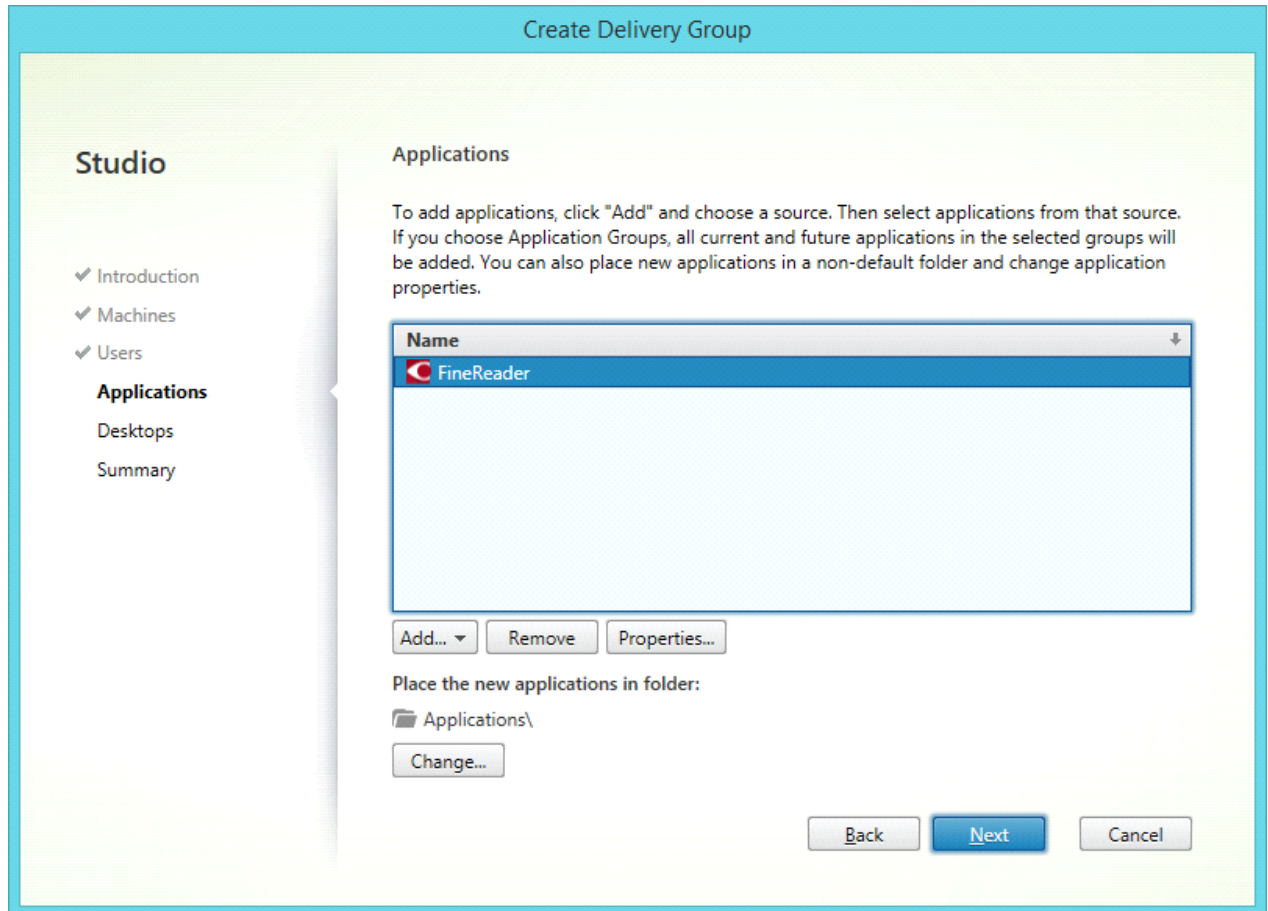 Create Delivery Group
Studio
Introduction
Machines
Users
Applications
Desktops
Summary
Applications
To add applications, click "Add" and choose a source. Then select applications from that source.
If you choose Application Groups, all current and future applications in the selected groups will
be added. You can also place new applications in a non-default folder and change application
properties.
Name
FineReader
Add... Remove Properties...
Place the new applications in folder:
Applications\
Change...
Back Next Cancel